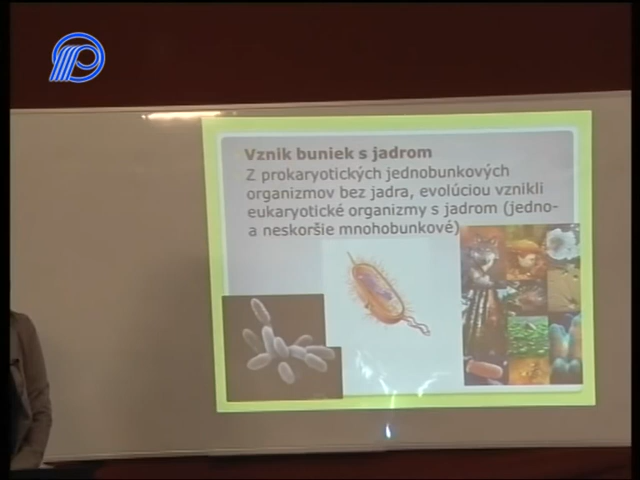 Vznik buniek s jadrom
Z prokaryotických jednobunkových
organizmov bez jadra, evolúciou vznikli
eukaryotické organizmy s jadrom (jedno-
a neskoršie mnohobunkové)